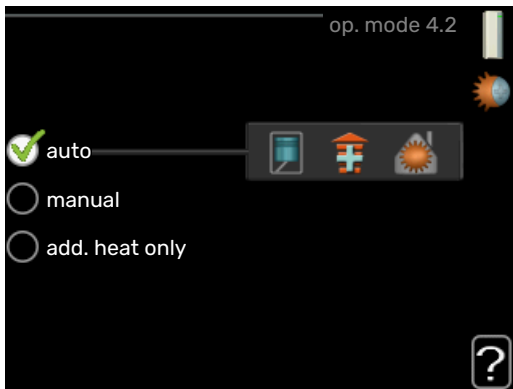 op. mode 4.2
auto
manual
add. heat only
?